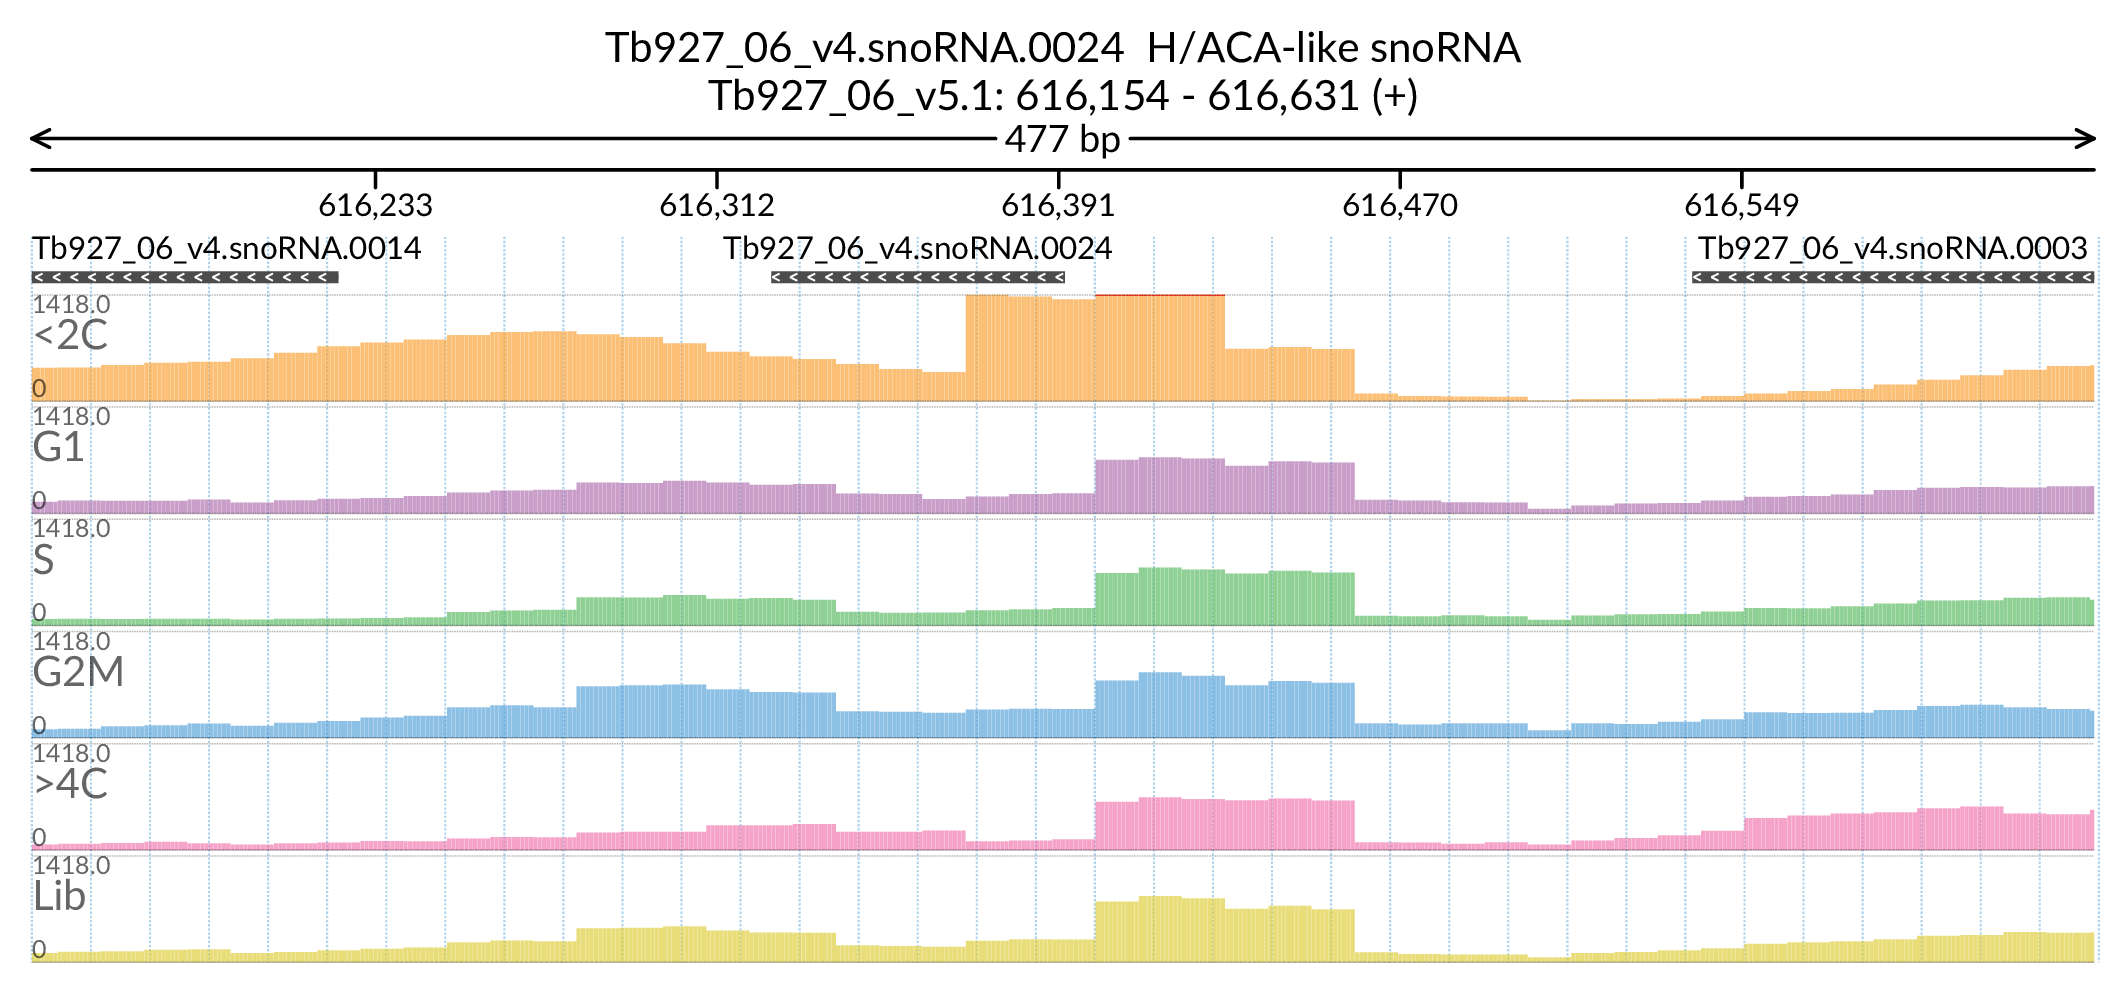 Tb927_06_v4.snoRNA.0024 H/ACA-like snoRNA
Tb927_06_v5.1: 616,154 - 616,631 (+)
477 bp
616,233 616,312 616,391 616,470 616,549
Tb927_06_v4.snoRNA.0014 Tb927_06_v4.snoRNA.0024 Tb927_06_v4.snoRNA.0003
1418.0
<2C
0
1418.0
G1
0
1418.0
S
0
1418.0
G2M
0
1418.0
>4C
0
1418.0
Lib
0